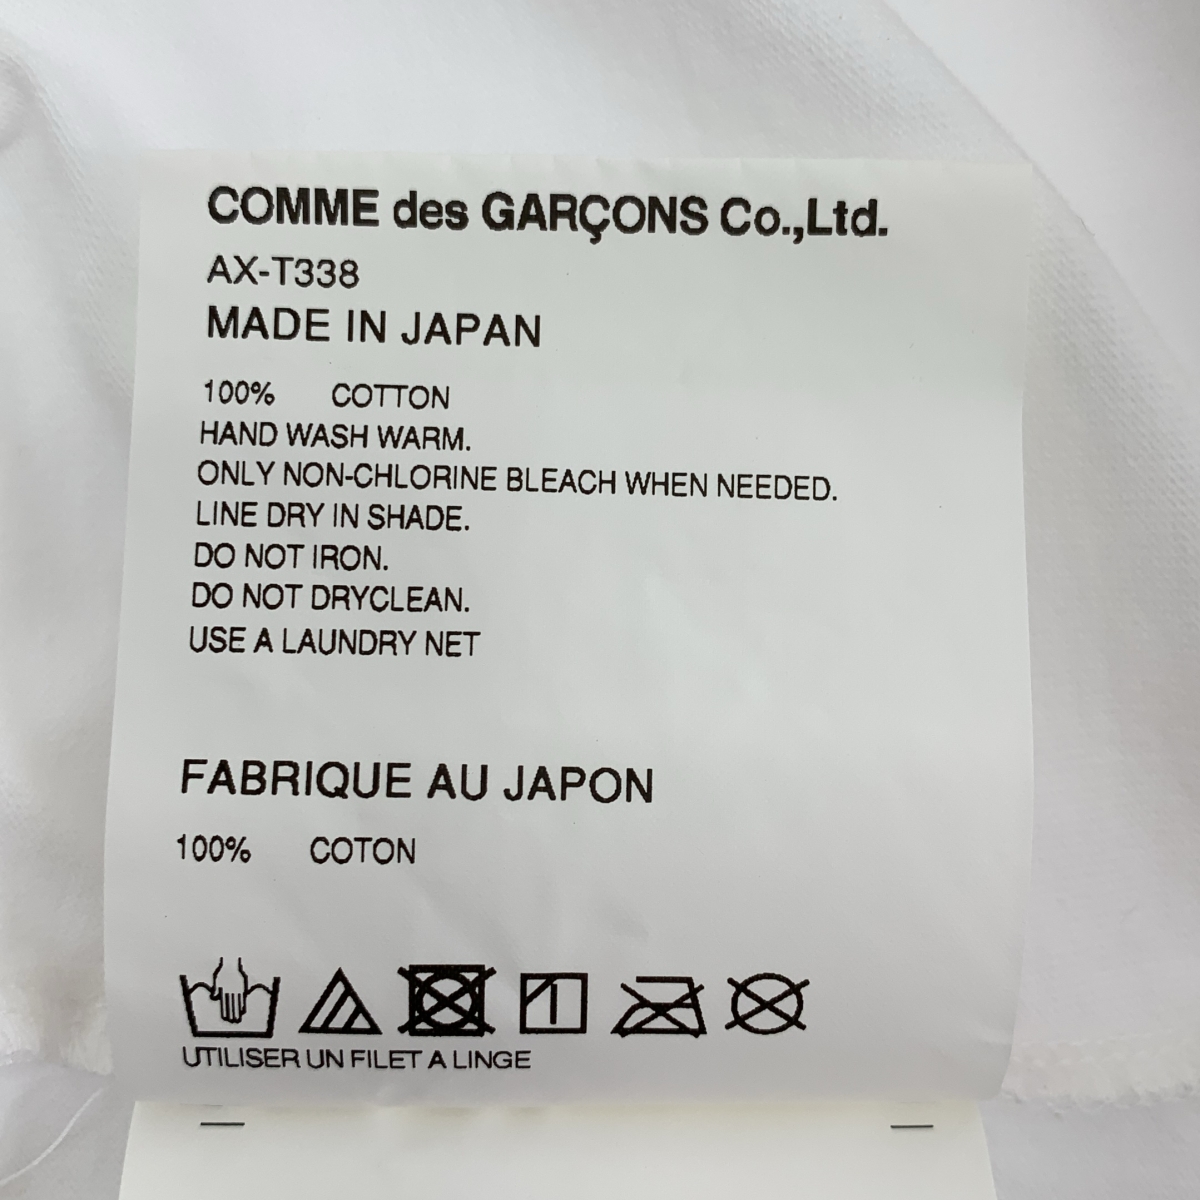 COMME des GARÇONS Co.,Ltd.
AX-T338
MADE IN JAPAN
100% COTTON
HAND WASH WARM.
ONLY NON-CHLORINE BLEACH WHEN NEEDED.
LINE DRY IN SHADE.
DO NOT IRON.
DO NOT DRYCLEAN.
USE A LAUNDRY NET
FABRIQUE AU JAPON
100% COTON
UTILISER UN FILET A LINGE